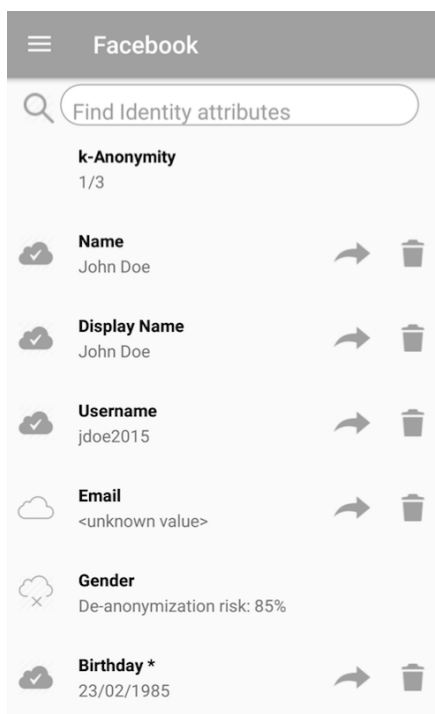 Facebook
Find Identity attributes
k-Anonymity
1/3
Name
John Doe
Display Name
John Doe
Username
jdoe2015
Email
<unknown value>
Gender
De-anonymization risk: 85%
Birthday *
23/02/1985